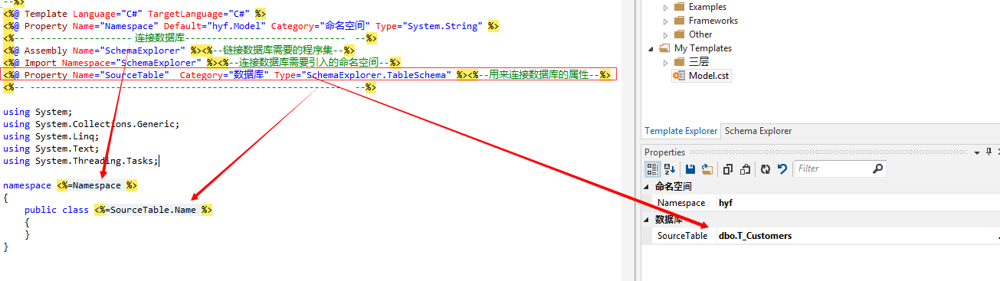 --%>
<%@ Template Language="C#" TargetLanguage="C#" %>
<%@ Property Name="Namespace" Default="hyf.Model" Category="命名空间" Type="System.String" %>
<%-- ------------------连接数据库----------------------------- --%>
<%@ Assembly Name="SchemaExplorer" %><%--链接数据库需要的程序集--%>
<%@ Import Namespace="SchemaExplorer" %><%--连接数据库需要引入的命名空间--%>
<%@ Property Name="SourceTable"  Category="数据库" Type="SchemaExplorer.TableSchema" %><%--用来连接数据库的属性--%>
<%-- --------------------------------------------------------- --%>
using System;
using System.Collections.Generic;
using System.Linq;
using System.Text;
using System.Threading.Tasks;
namespace <%=Namespace %>
{
    public class <%=SourceTable.Name %>
    {
    }
}
Examples
Frameworks
Other
My Templates
三层
Model.cst
Template Explorer
Schema Explorer
Properties
Filter
命名空间
Namespace hyf
数据库
SourceTable dbo.T_Customers